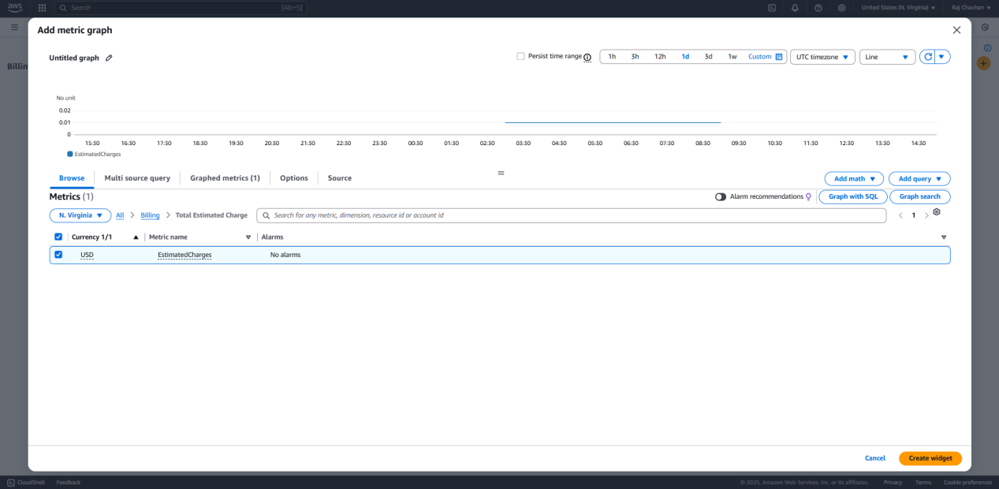 aws Search [Alt+S] United States (N. Virginia) Raj Chauhan
Add metric graph
Billin
Untitled graph Persist time range 1h 3h 12h 1d 3d 1w Custom UTC timezone Line
No unit
0.02
0.01
0
15:30 16:30 17:30 18:30 19:30 20:30 21:30 22:30 23:30 00:30 01:30 02:30 03:30 04:30 05:30 06:30 07:30 08:30 09:30 10:30 11:30 12:30 13:30 14:30
EstimatedCharges
Browse Multi source query Graphed metrics (1) Options Source Add math Add query
Metrics (1) Alarm recommendations Graph with SQL Graph search
N. Virginia All Billing Total Estimated Charge Search for any metric, dimension, resource id or account id 1
Currency 1/1 Metric name Alarms
USD EstimatedCharges No alarms
Cancel Create widget
CloudShell Feedback © 2025, Amazon Web Services, Inc. or its affiliates. Privacy Terms Cookie preferences